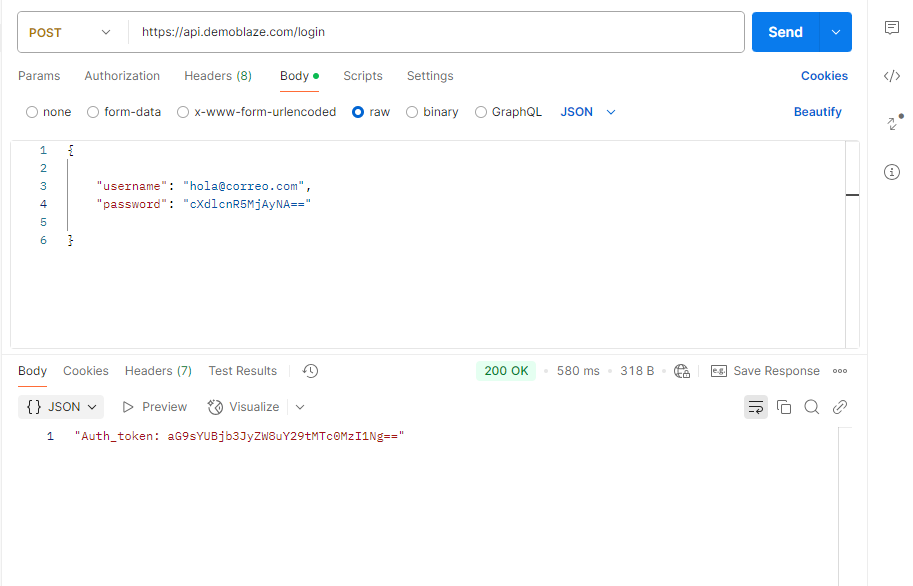 POST https://api.demoblaze.com/login Send
Params Authorization Headers (8) Body Scripts Settings Cookies
none form-data x-www-form-urlencoded raw binary GraphQL JSON Beautify
1 {
2
3 "username": "hola@correo.com",
4 "password": "cXdlcnR5MjAyNA=="
5
6 }
Body Cookies Headers (7) Test Results 200 OK 580 ms 318 B e.g. Save Response
{} JSON Preview Visualize
1 "Auth_token: aG9sYUBjb3JyZW8uY29tMTc0MzI1Ng=="